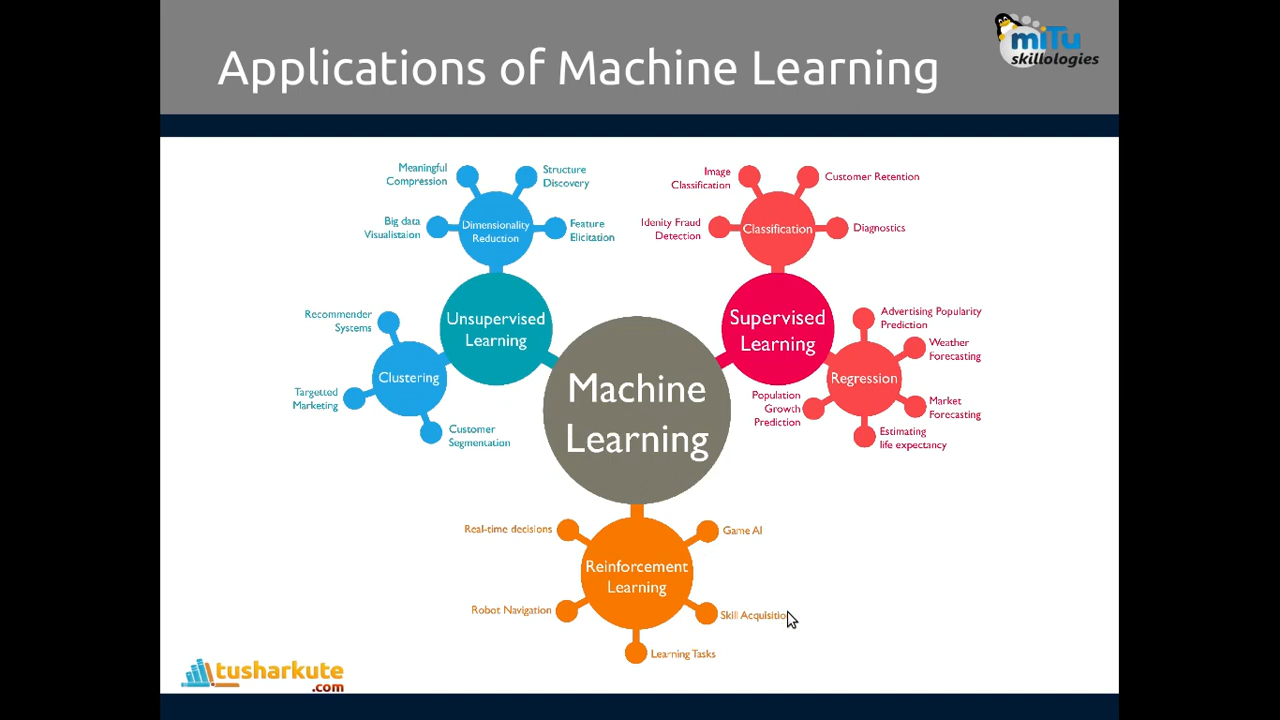 Applications of Machine Learning
miTu
skillologies
Meaningful
Compression
Structure
Discovery
Big data
Visualistaion
Dimensionality
Reduction
Feature
Elicitation
Image
Classification
Customer Retention
Idenity Fraud
Detection
Classification
Diagnostics
Recommender
Systems
Unsupervised
Learning
Clustering
Targetted
Marketing
Customer
Segmentation
Machine
Learning
Supervised
Learning
Advertising Popularity
Prediction
Weather
Forecasting
Regression
Population
Growth
Prediction
Market
Forecasting
Estimating
life expectancy
Real-time decisions
Game AI
Reinforcement
Learning
Robot Navigation
Skill Acquisition
Learning Tasks
tusharkute
.com